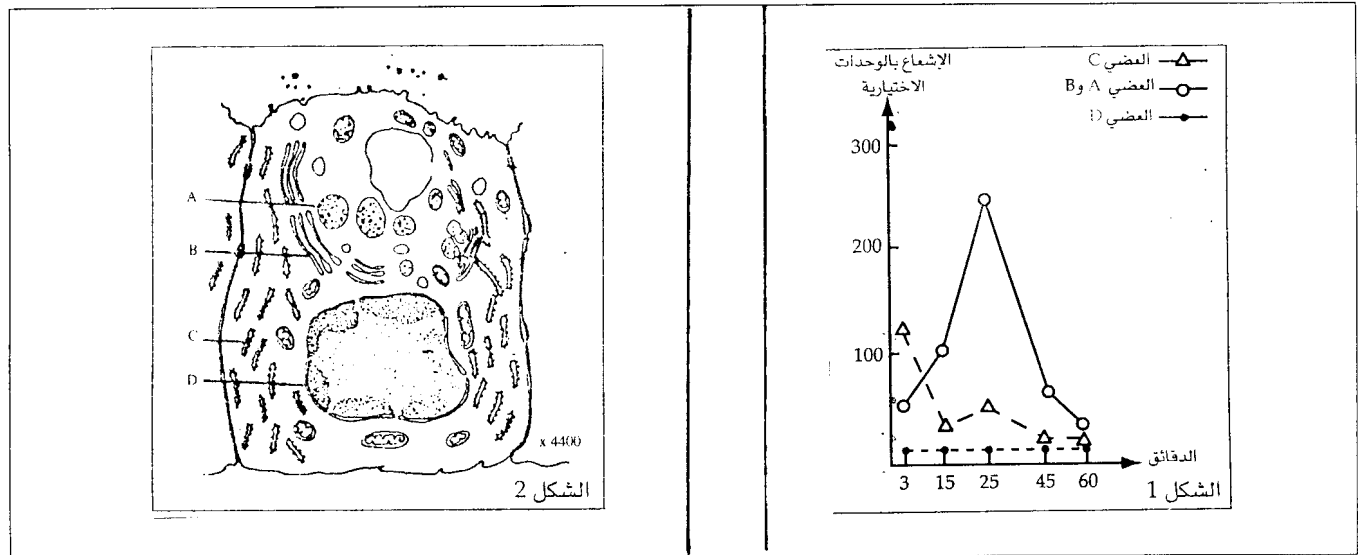 الإشعاع بالوحدات
الاختيارية
العضي C
العضي A و B
العضي D
300
200
100
3 15 25 45 60
الدقائق
الشكل 1
A
B
C
D
x 4400
الشكل 2